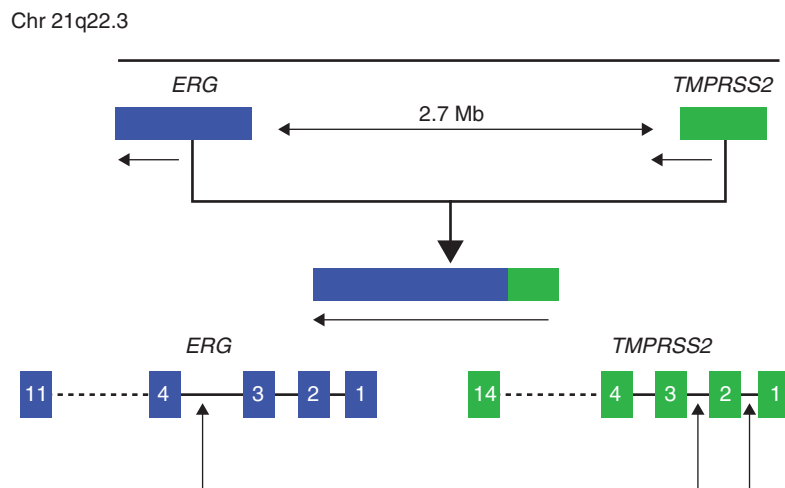 Chr 21q22.3
ERG TMPRSS2
2.7 Mb
ERG TMPRSS2
11 4 3 2 1 14 4 3 2 1